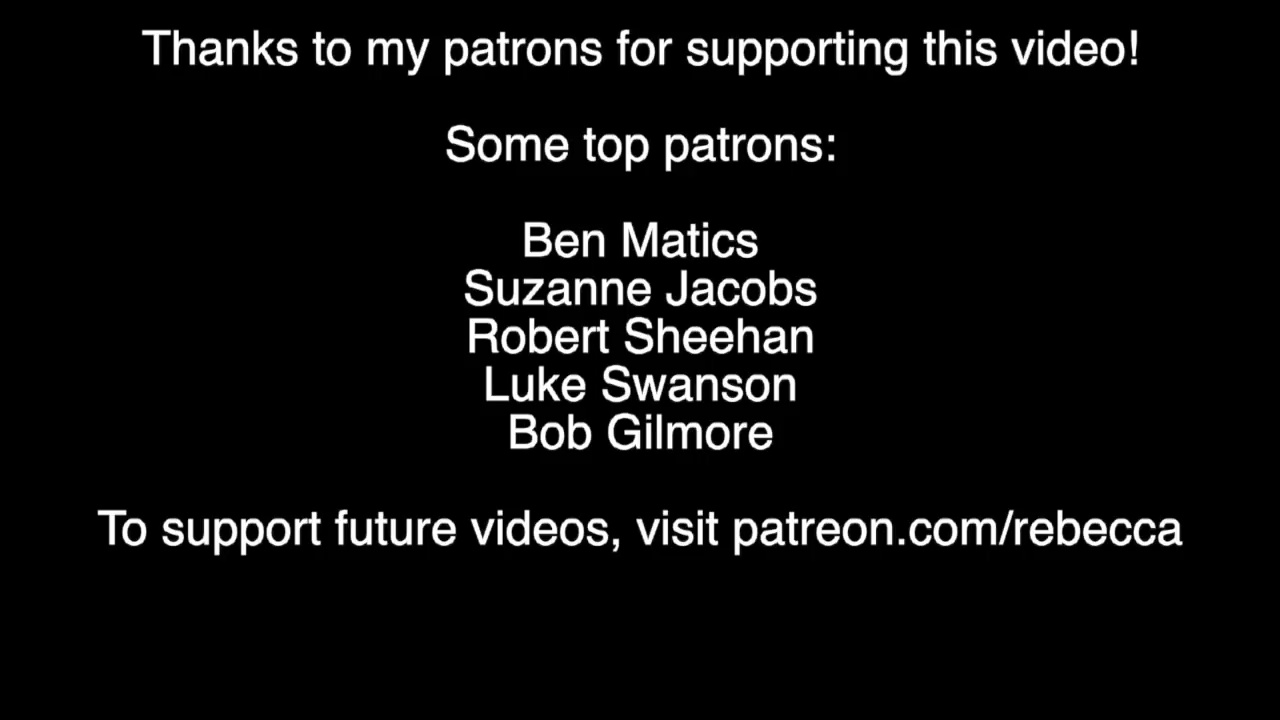 Thanks to my patrons for supporting this video!
Some top patrons:
Ben Matics
Suzanne Jacobs
Robert Sheehan
Luke Swanson
Bob Gilmore
To support future videos, visit patreon.com/rebecca